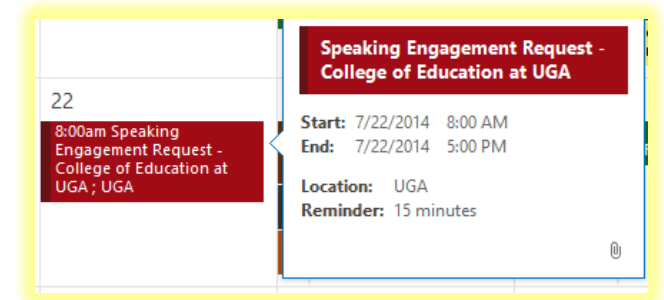 22
8:00am Speaking
Engagement Request -
College of Education at
UGA ; UGA
Speaking Engagement Request -
College of Education at UGA
Start: 7/22/2014 8:00 AM
End: 7/22/2014 5:00 PM
Location: UGA
Reminder: 15 minutes